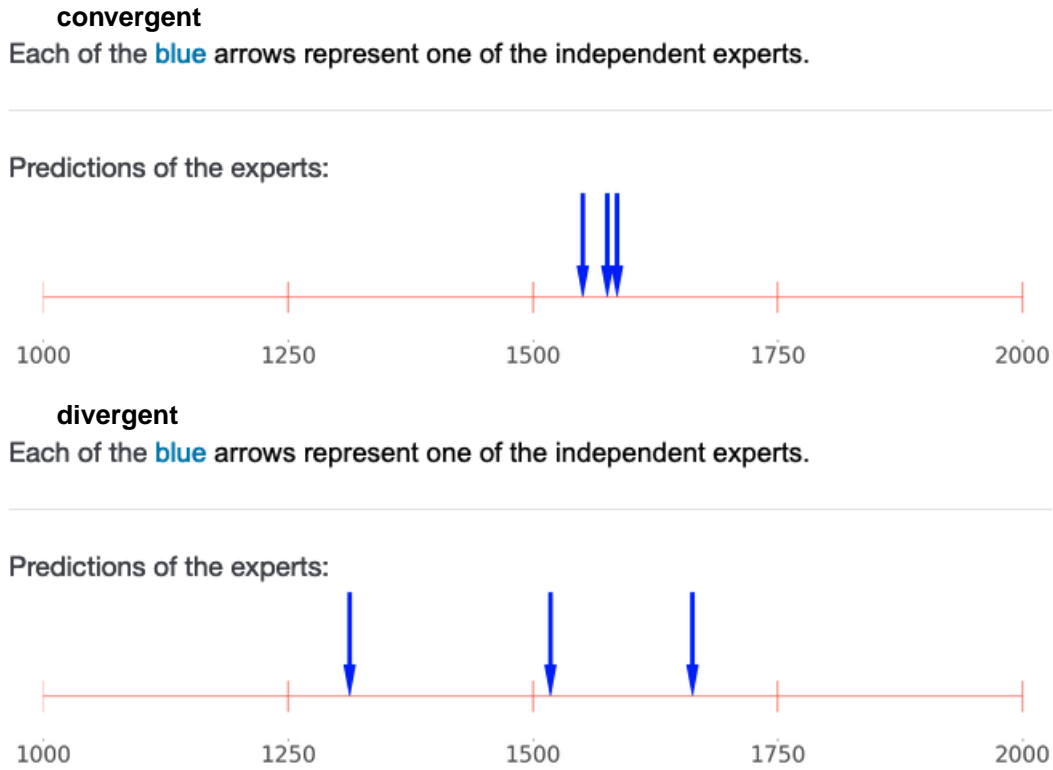 convergent
Each of the blue arrows represent one of the independent experts.
Predictions of the experts:
1000 1250 1500 1750 2000
divergent
Each of the blue arrows represent one of the independent experts.
Predictions of the experts:
1000 1250 1500 1750 2000